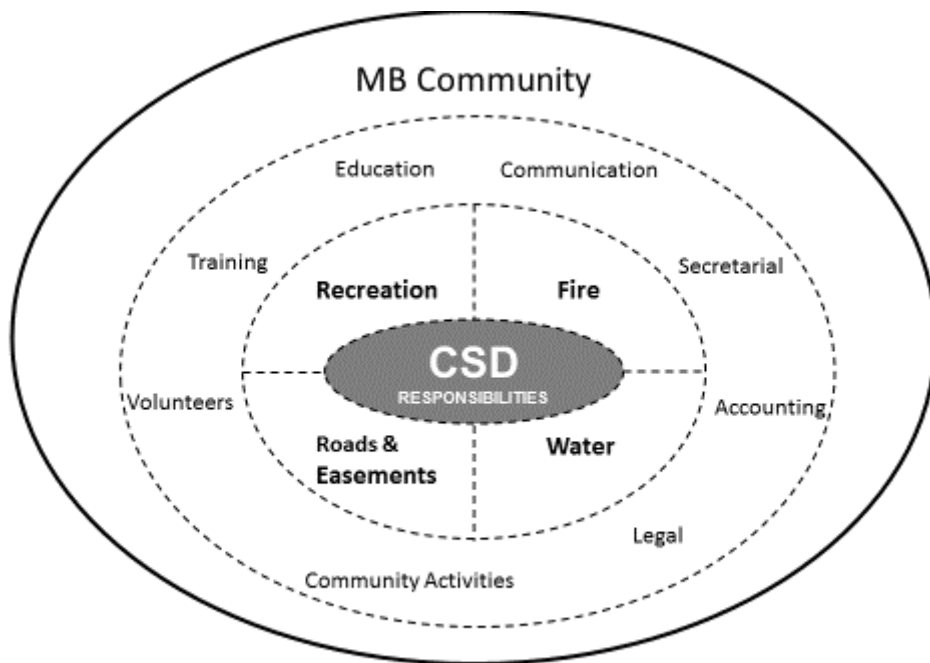 MB Community
Education
Communication
Training
Secretarial
Recreation
Fire
CSD
RESPONSIBILITIES
Volunteers
Accounting
Roads &
Easements
Water
Legal
Community Activities